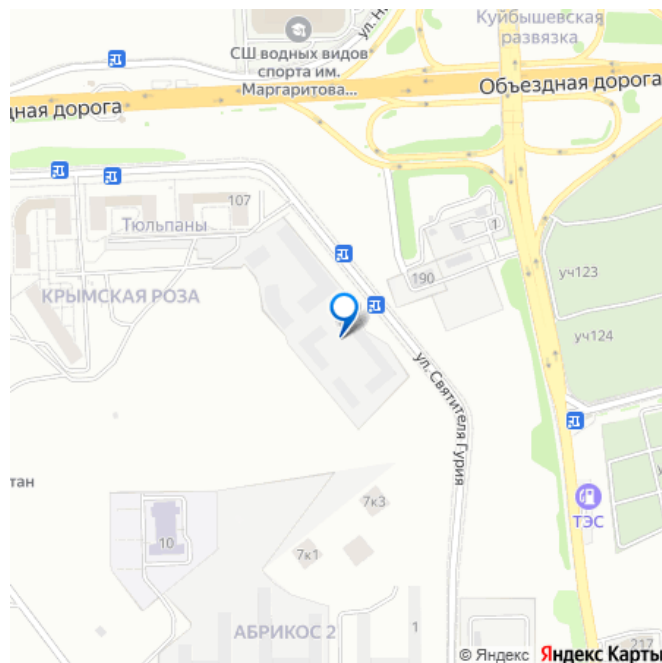 Куйбышевская
развязка
ул. Н
СШ водных видов
спорта им.
Маргаритова...
Объездная дорога
дная дорога
107
Тюльпаны
1
190
уч123
КРЫМСКАЯ РОЗА
уч124
ул. Святителя Гурия
тан
ТЭС
7к3
10
7к1
АБРИКОС 2
1
217
© Яндекс Яндекс Карты